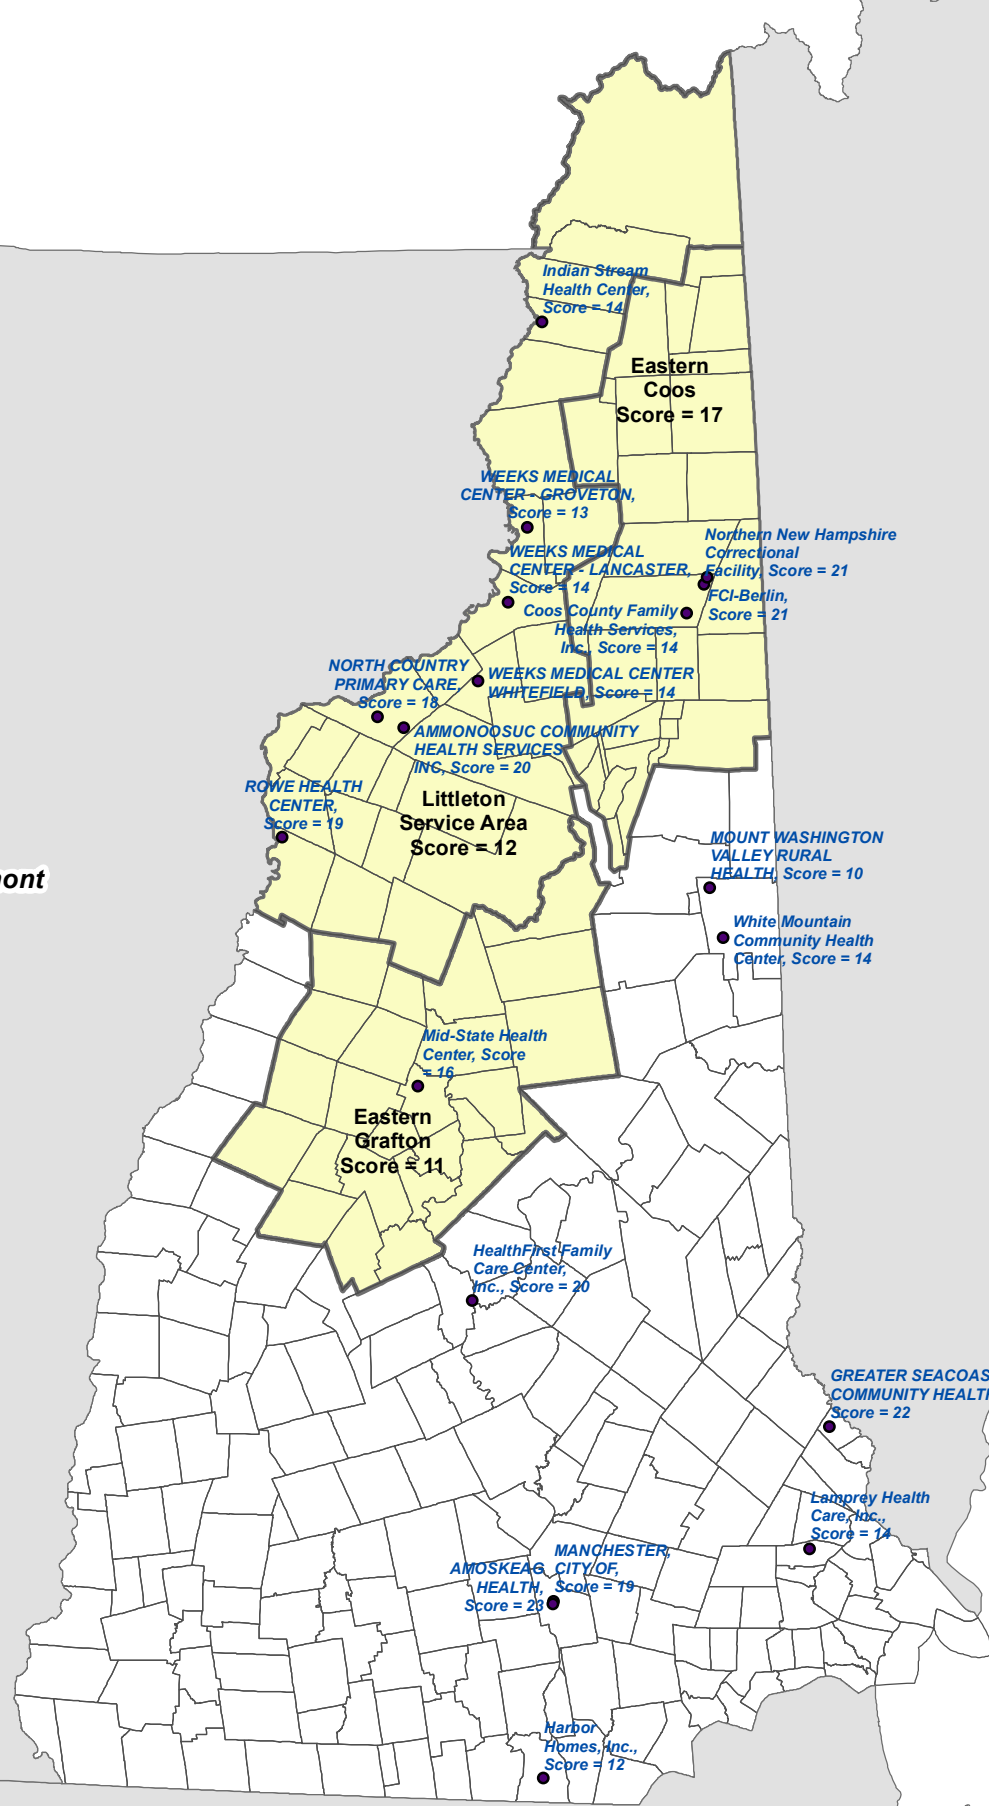 Indian Stream
Health Center,
Score = 14
Eastern
Coos
Score = 17
WEEKS MEDICAL
CENTER - GROVETON,
Score = 13
Northern New Hampshire
Correctional
Facility, Score = 21
WEEKS MEDICAL
CENTER - LANCASTER,
Score = 14
FCI-Berlin,
Score = 21
Coos County Family
Health Services,
Inc., Score = 14
NORTH COUNTRY
PRIMARY CARE,
Score = 18
WEEKS MEDICAL CENTER
WHITEFIELD, Score = 14
AMMONOOSUC COMMUNITY
HEALTH SERVICES
INC, Score = 20
ROWE HEALTH
CENTER,
Score = 19
Littleton
Service Area
Score = 12
MOUNT WASHINGTON
VALLEY RURAL
HEALTH, Score = 10
ont
White Mountain
Community Health
Center, Score = 14
Mid-State Health
Center, Score
= 16
Eastern
Grafton
Score = 11
HealthFirst Family
Care Center,
Inc., Score = 20
GREATER SEACOAS
COMMUNITY HEALTH
Score = 22
Lamprey Health
Care, Inc.,
Score = 14
MANCHESTER,
CITY OF,
Score = 19
AMOSKEAG
HEALTH,
Score = 23
Harbor
Homes, Inc.,
Score = 12